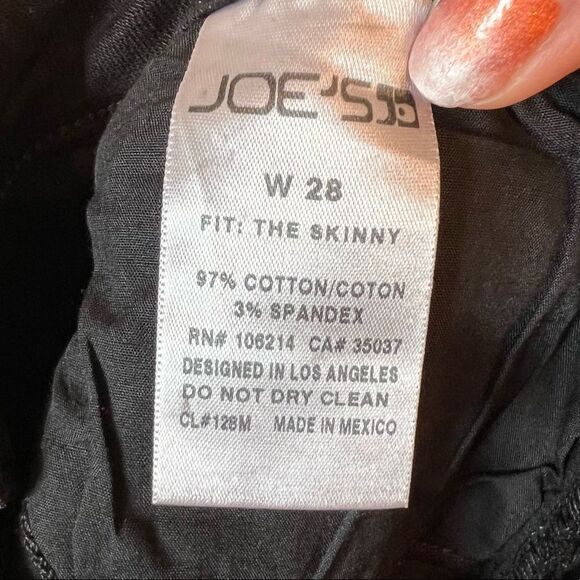 JOE'S
W 28
FIT: THE SKINNY
97% COTTON/COTON
3% SPANDEX
RN# 106214 CA# 35037
DESIGNED IN LOS ANGELES
DO NOT DRY CLEAN
CL#128M MADE IN MEXICO